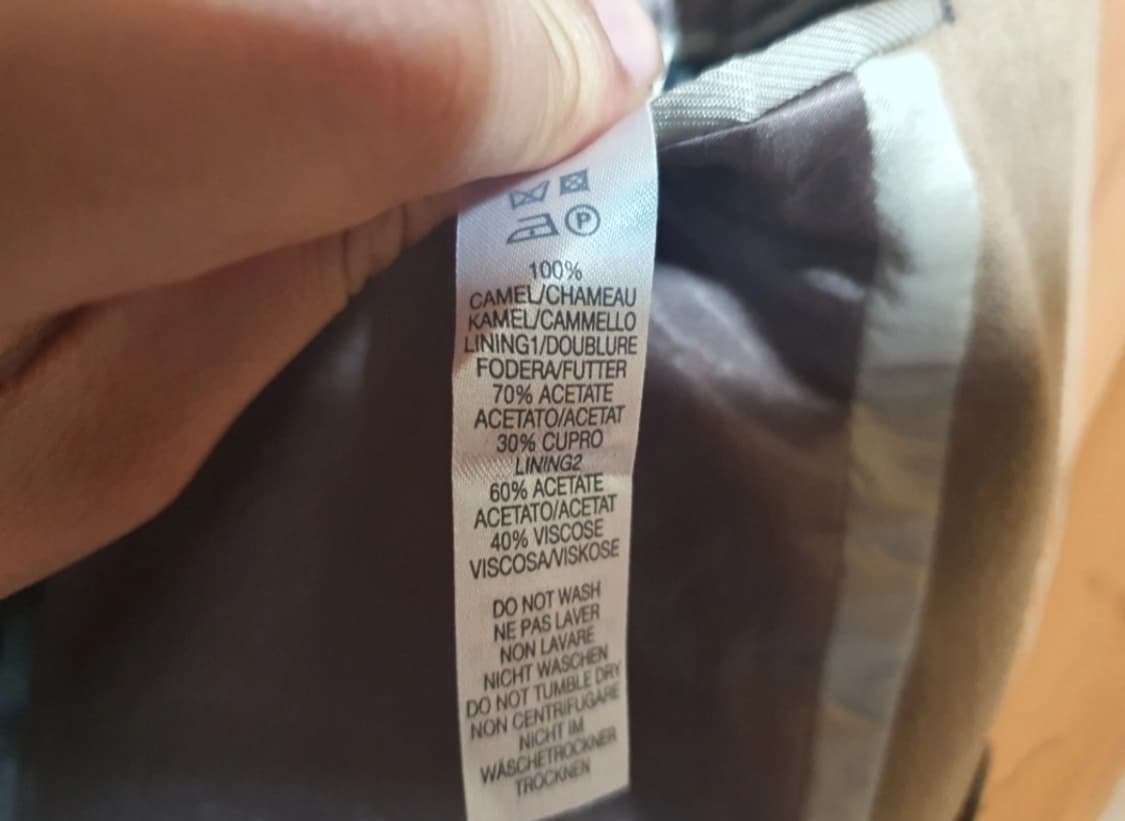 P
100%
CAMEL/CHAMEAU
KAMEL/CAMMELLO
LINING1/DOUBLURE
FODERA/FUTTER
70% ACETATE
ACETATO/ACETAT
30% CUPRO
LINING2
60% ACETATE
ACETATO/ACETAT
40% VISCOSE
VISCOSA/VISKOSE
DO NOT WASH
NE PAS LAVER
NON LAVARE
NICHT WASCHEN
DO NOT TUMBLE DRY
NON CENTRIFUGARE
NICHT IM
WÄSCHETROCKNER
TROCKNEN